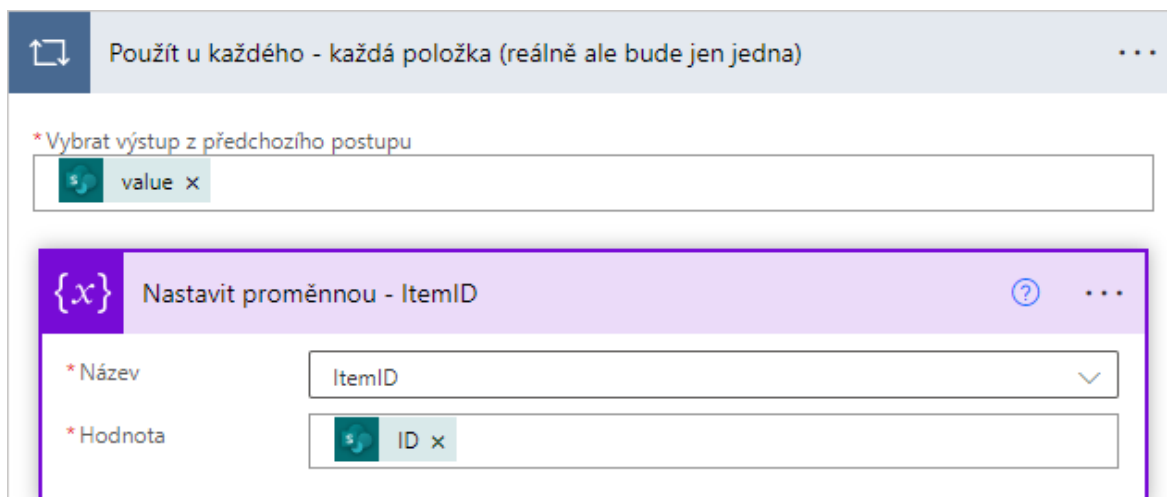 Použít u každého - každá položka (reálně ale bude jen jedna)
* Vybrat výstup z předchozího postupu
value ×
{x} Nastavit proměnnou - ItemID
* Název ItemID
* Hodnota ID ×